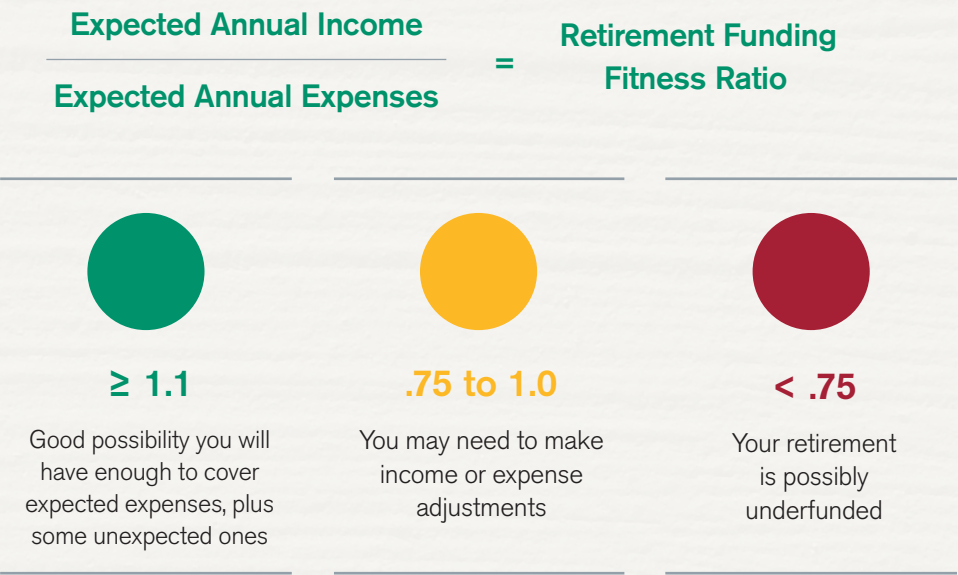 Expected Annual Income
Expected Annual Expenses
=
Retirement Funding
Fitness Ratio
≥ 1.1
Good possibility you will
have enough to cover
expected expenses, plus
some unexpected ones
.75 to 1.0
You may need to make
income or expense
adjustments
< .75
Your retirement
is possibly
underfunded